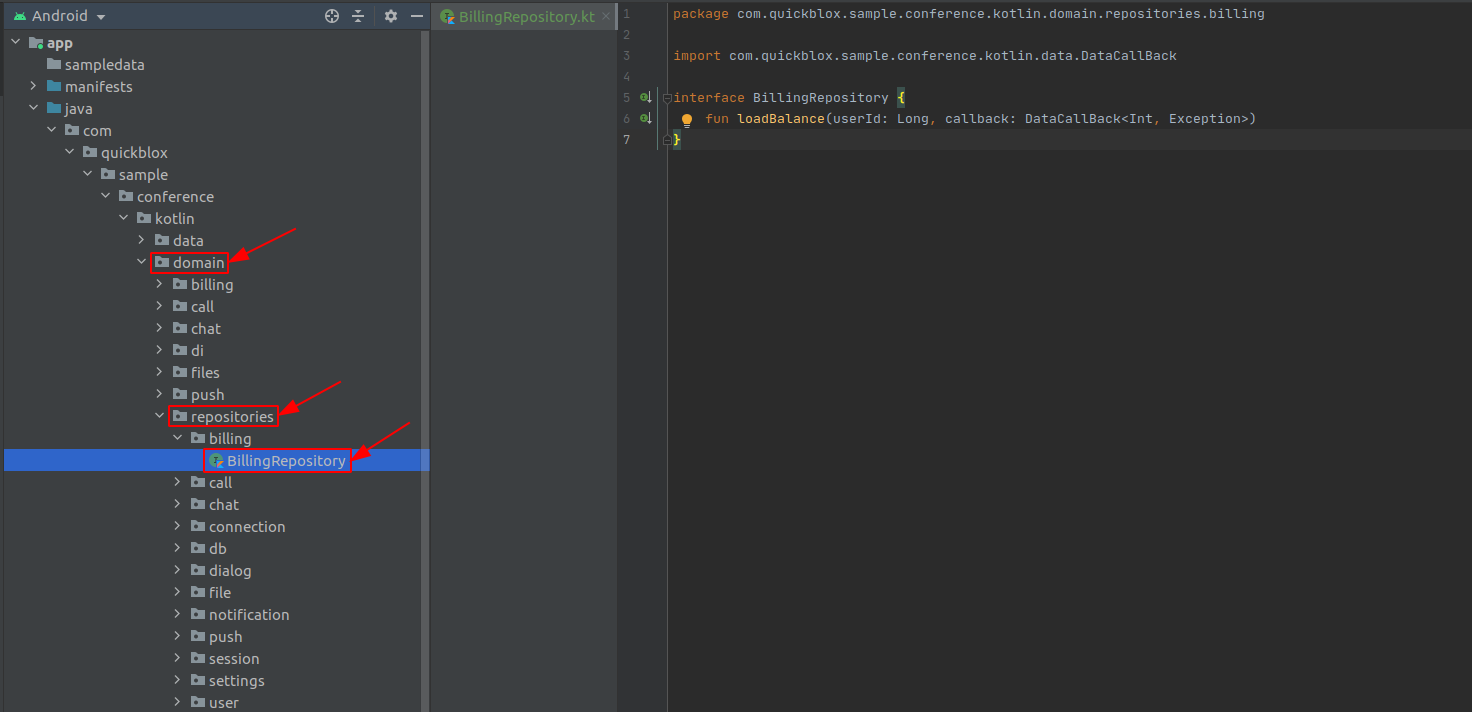 Android
app
sampledata
manifests
java
com
quickblox
sample
conference
kotlin
data
domain
billing
call
chat
di
files
push
repositories
billing
BillingRepository
call
chat
connection
db
dialog
file
notification
push
session
settings
user
BillingRepository.kt
1 package com.quickblox.sample.conference.kotlin.domain.repositories.billing
2
3 import com.quickblox.sample.conference.kotlin.data.DataCallBack
4
5 interface BillingRepository {
6 fun loadBalance(userId: Long, callback: DataCallBack<Int, Exception>)
7 }